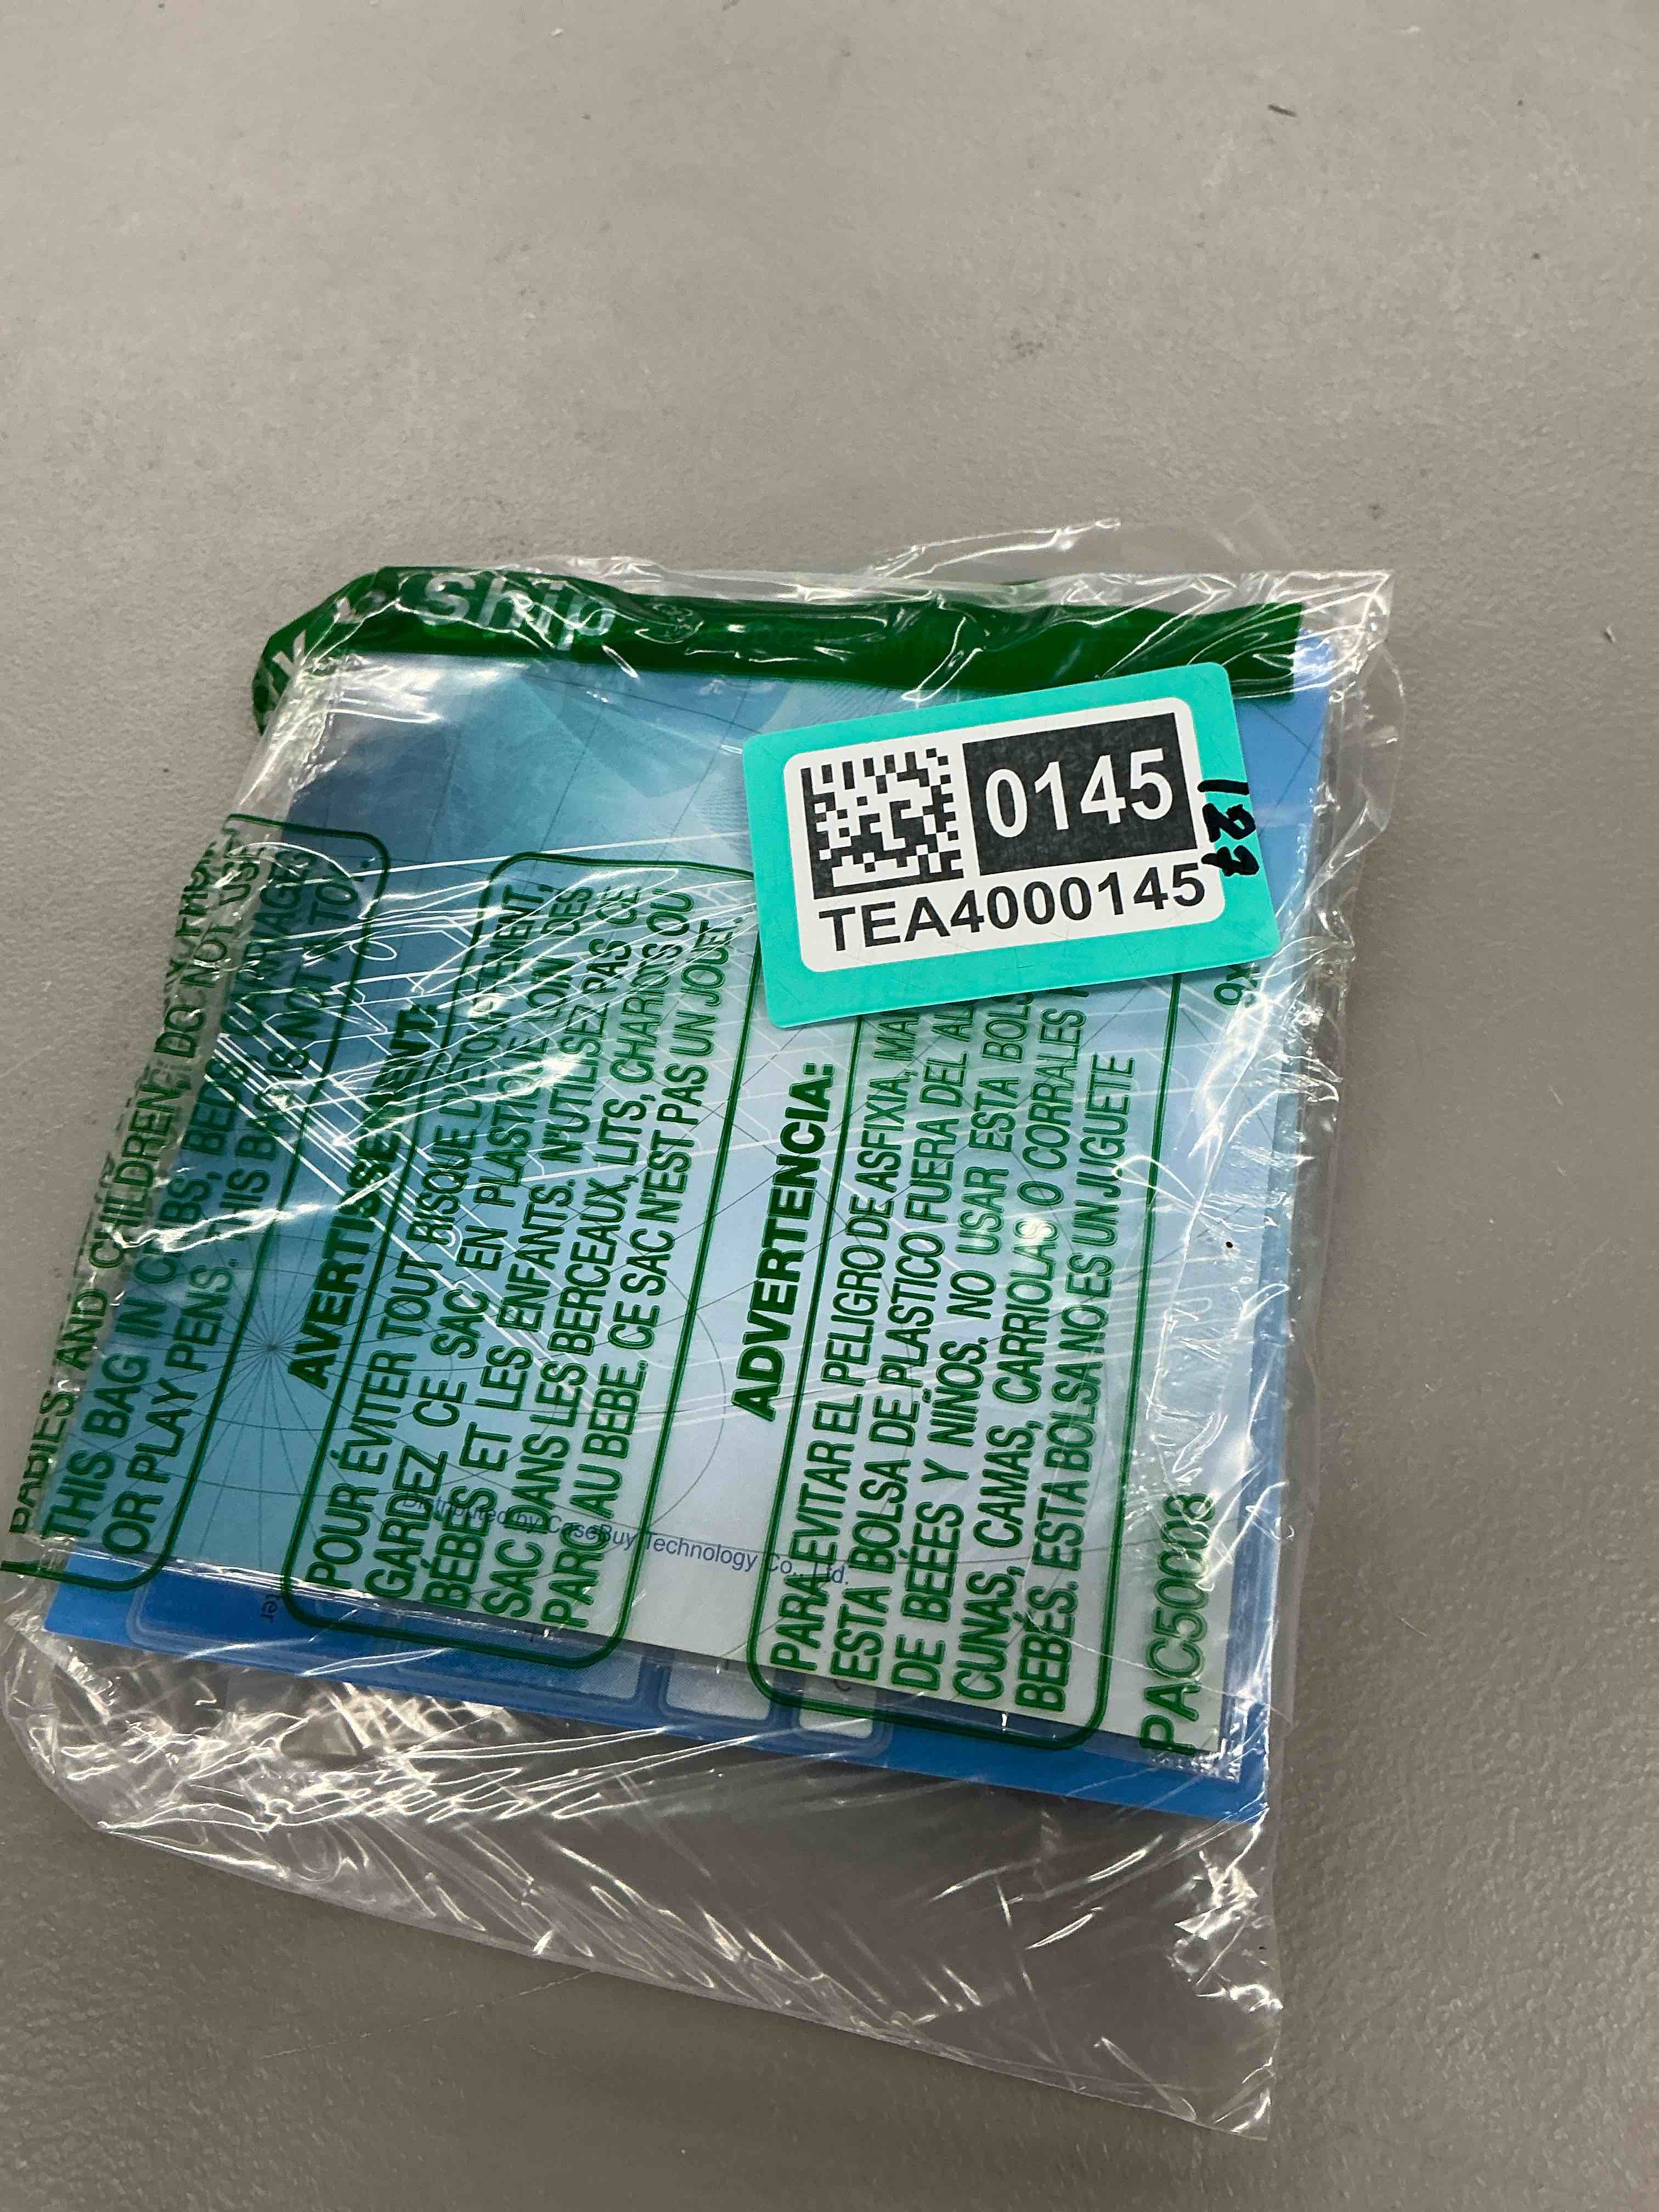 Ship
0145
TEA4000145
127
BABIES AND CHILDREN. DO NOT USE
THIS BAG IN CRIBS, BEDS, CARRIAGES
OR PLAY PENS. THIS BAG IS NOT A TOY.
AVERTISSEMENT:
POUR ÉVITER TOUT RISQUE D'ÉTOUFFEMENT,
GARDEZ CE SAC EN PLASTIQUE LOIN DES
BÉBÉS ET LES ENFANTS. N'UTILISEZ PAS CE
SAC DANS LES BERCEAUX, LITS, CHARIOTS OU
PARC AU BEBE. CE SAC N'EST PAS UN JOUET.
ADVERTENCIA:
PARA EVITAR EL PELIGRO DE ASFIXIA, MA
ESTA BOLSA DE PLASTICO FUERA DEL AL
DE BEÉES Y NIÑOS. NO USAR ESTA BOLS
CUNAS, CAMAS, CARRIOLAS O CORRALES
BEBÉS. ESTA BOLSA NO ES UN JUGUETE
PAC50008
9x
Distributed by CaseBuy Technology Co., Ltd.